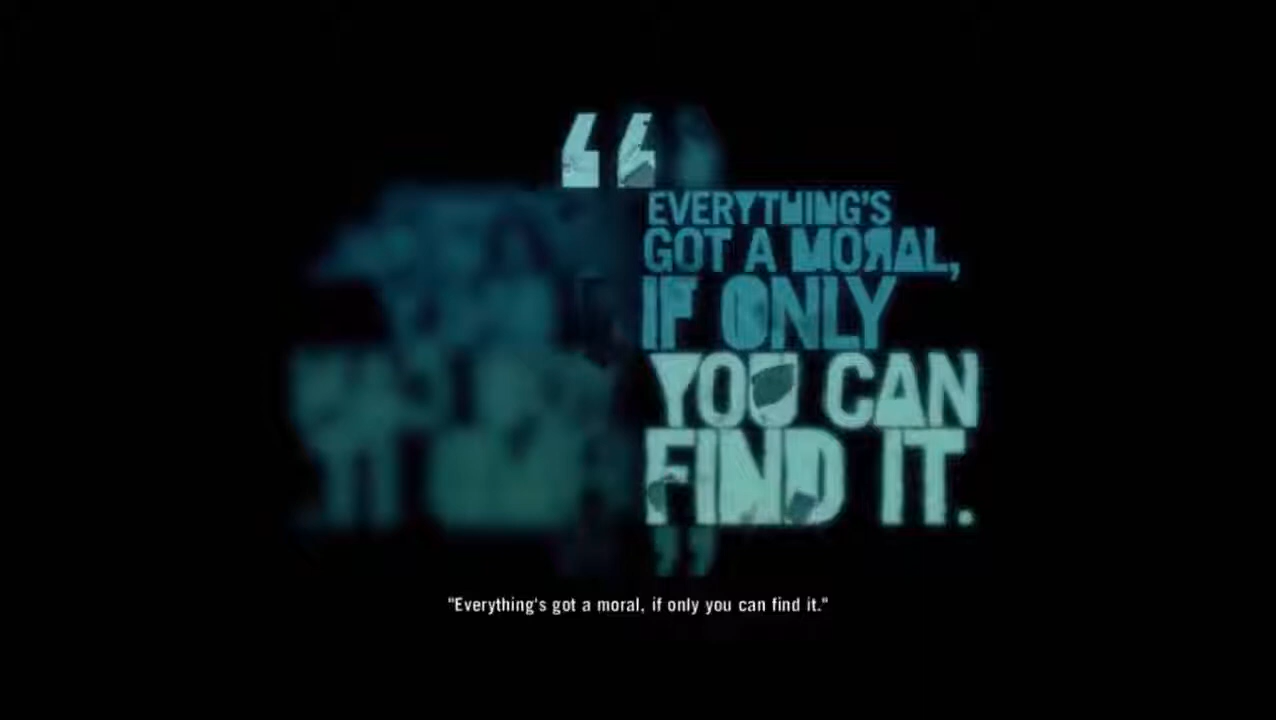 “
EVERYTHING'S
GOT A MORAL,
IF ONLY
YOU CAN
FIND IT.
”
"Everything's got a moral, if only you can find it."